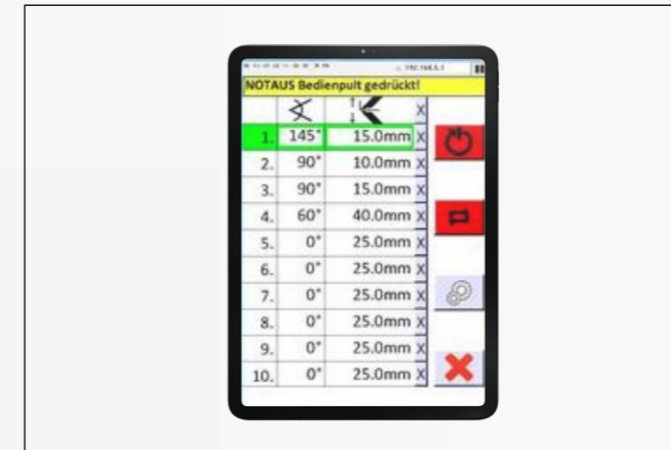 NOTAUS Bedienpult gedrückt!
X
1. 145° 15.0mm X
2. 90° 10.0mm X
3. 90° 15.0mm X
4. 60° 40.0mm X
5. 0° 25.0mm X
6. 0° 25.0mm X
7. 0° 25.0mm X
8. 0° 25.0mm X
9. 0° 25.0mm X
10. 0° 25.0mm X